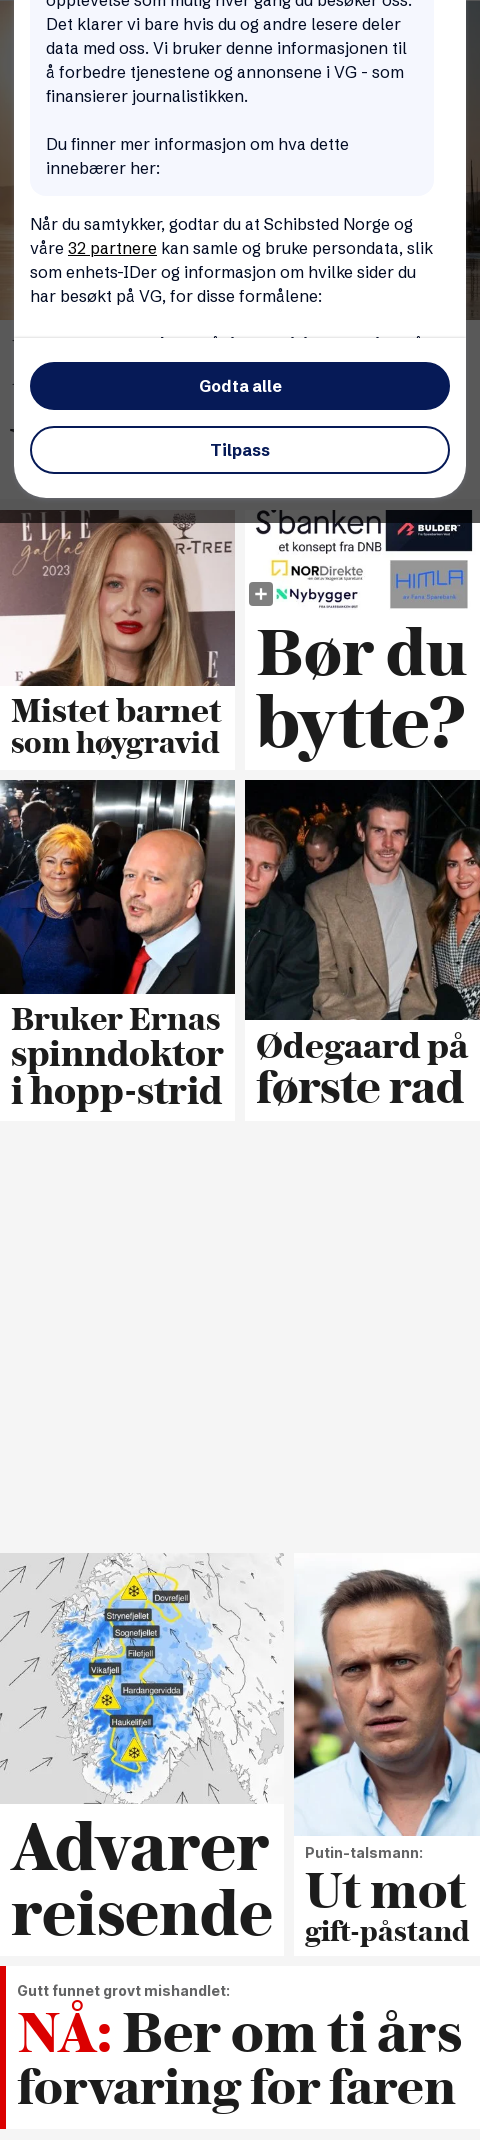 opplevelse som mulig hver gang du besøker oss.
Det klarer vi bare hvis du og andre lesere deler
data med oss. Vi bruker denne informasjonen til
å forbedre tjenestene og annonsene i VG - som
finansierer journalistikken.
Du finner mer informasjon om hva dette
innebærer her:
Når du samtykker, godtar du at Schibsted Norge og
våre 32 partnere kan samle og bruke persondata, slik
som enhets-IDer og informasjon om hvilke sider du
har besøkt på VG, for disse formålene:
Godta alle
Tilpass
ELLE
gallaen
2023
R-TREE
Mistet barnet
som høygravid
S'banken
et konsept fra DNB
BULDER
NORDirekte
HIMLA
Nybygger
Bør du
bytte?
Bruker Ernas
spinndoktor
i hopp-strid
Ødegaard på
første rad
Dovrefjell
Strynefjellet
Sognefjellet
Filefjell
Vikafjell
Hardangervidda
Haukelifjell
Advarer
reisende
Putin-talsmann:
Ut mot
gift-påstand
Gutt funnet grovt mishandlet:
NÅ: Ber om ti års
forvaring for faren